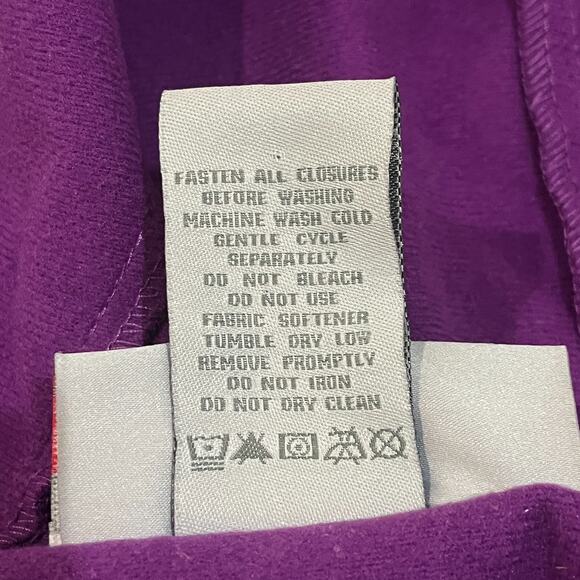 FASTEN ALL CLOSURES
BEFORE WASHING
MACHINE WASH COLD
GENTLE CYCLE
SEPARATELY
DO NOT BLEACH
DO NOT USE
FABRIC SOFTENER
TUMBLE DRY LOW
REMOVE PROMPTLY
DO NOT IRON
DO NOT DRY CLEAN